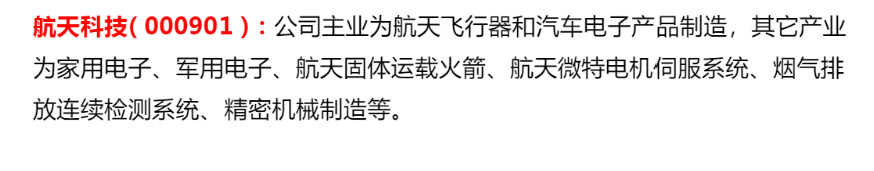 航天科技( 000901 )：公司主业为航天飞行器和汽车电子产品制造，其它产业
为家用电子、军用电子、航天固体运载火箭、航天微特电机伺服系统、烟气排
放连续检测系统、精密机械制造等。